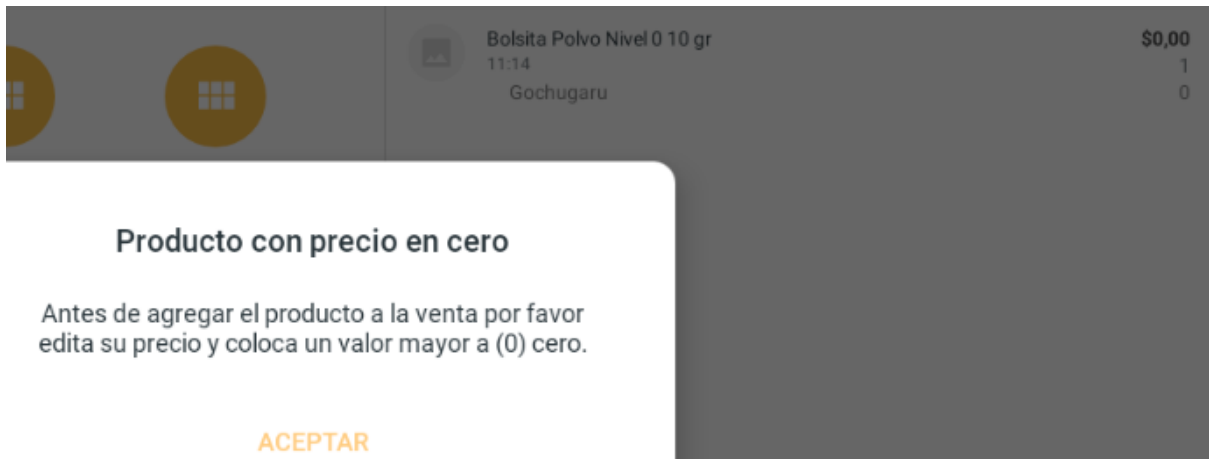 Bolsita Polvo Nivel 0 10 gr $0,00
11:14 1
Gochugaru 0
Producto con precio en cero
Antes de agregar el producto a la venta por favor
edita su precio y coloca un valor mayor a (0) cero.
ACEPTAR